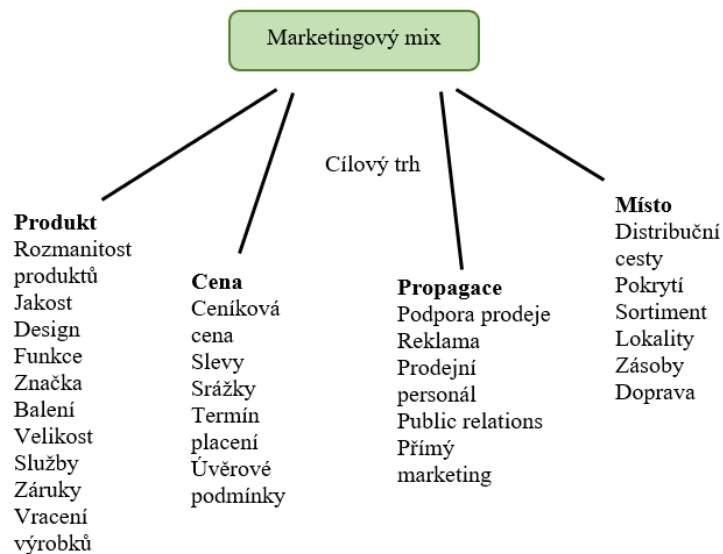 Marketingový mix
Cílový trh
Produkt
Rozmanitost
produktů
Jakost
Design
Funkce
Značka
Balení
Velikost
Služby
Záruky
Vracení
výrobků
Cena
Ceníková
cena
Slevy
Srážky
Termín
placení
Úvěrové
podmínky
Propagace
Podpora prodeje
Reklama
Prodejní
personál
Public relations
Přímý
marketing
Místo
Distribuční
cesty
Pokrytí
Sortiment
Lokality
Zásoby
Doprava